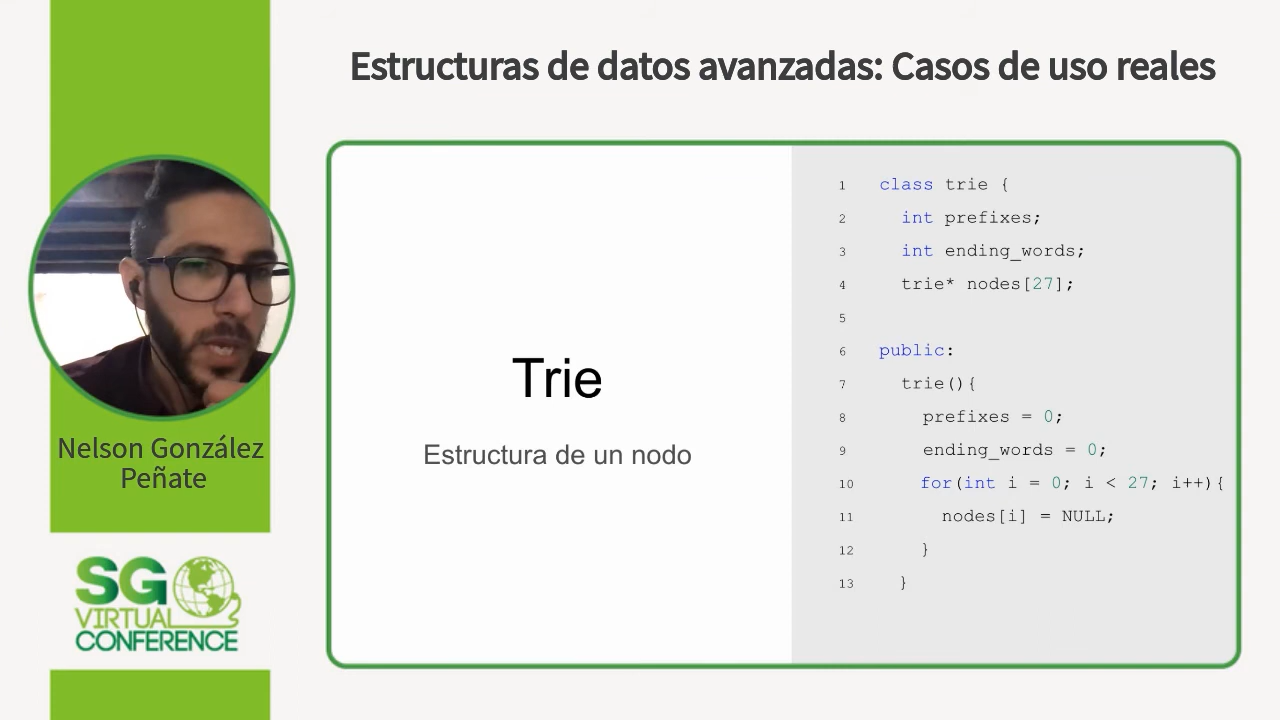 Estructuras de datos avanzadas: Casos de uso reales
Nelson González
Peñate
SG
VIRTUAL
CONFERENCE
Trie
Estructura de un nodo
1 class trie {
2 int prefixes;
3 int ending_words;
4 trie* nodes[27];
5
6 public:
7 trie(){
8 prefixes = 0;
9 ending_words = 0;
10 for(int i = 0; i < 27; i++){
11 nodes[i] = NULL;
12 }
13 }